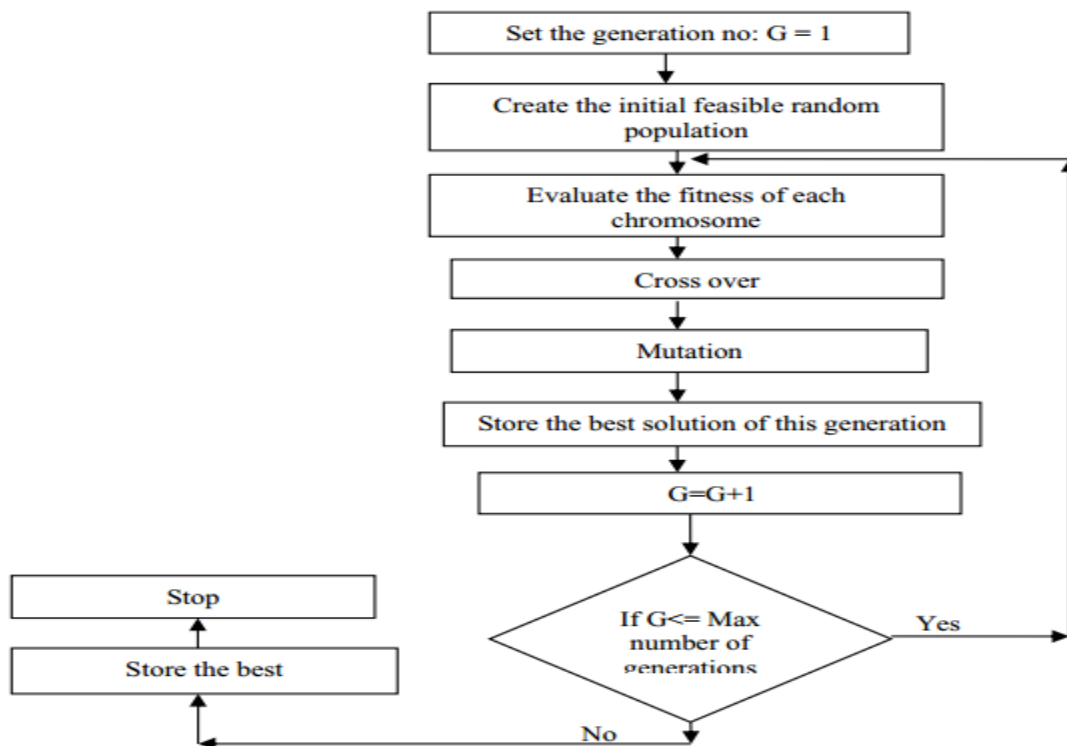 Set the generation no: G = 1
Create the initial feasible random
population
Evaluate the fitness of each
chromosome
Cross over
Mutation
Store the best solution of this generation
G=G+1
If G<= Max
number of
generations
Yes
No
Store the best
Stop